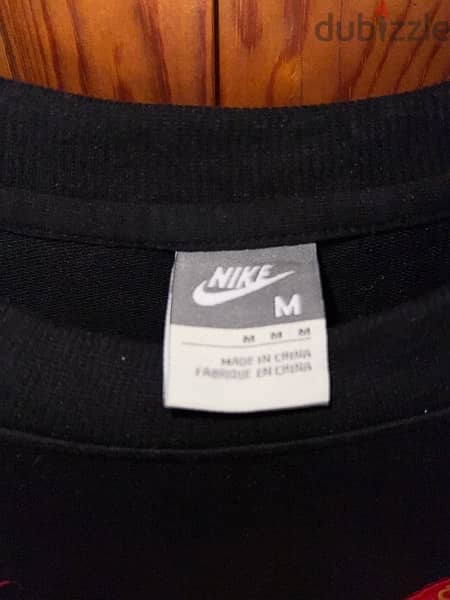 dubizzle
NIKE
M
M M M
MADE IN CHINA
FABRIQUE EN CHINA